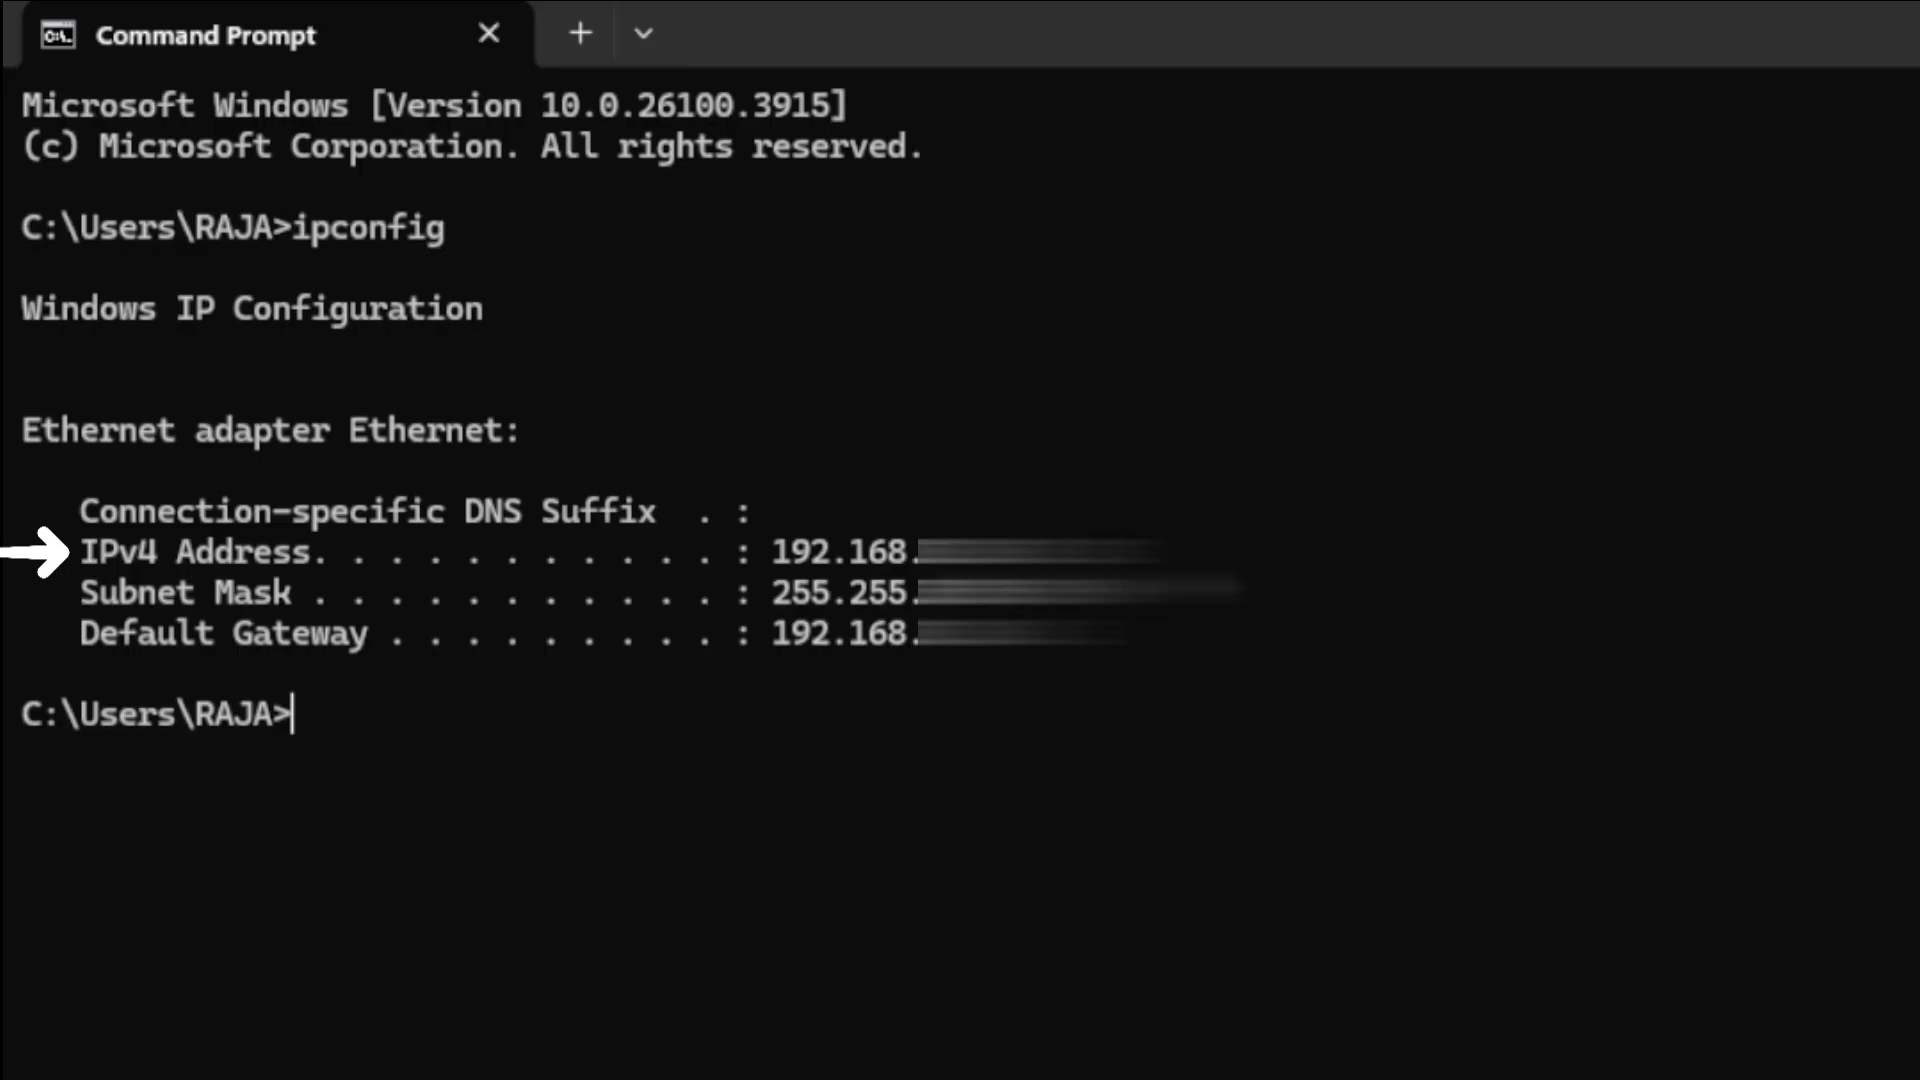 Command Prompt
Microsoft Windows [Version 10.0.26100.3915]
(c) Microsoft Corporation. All rights reserved.
C:\Users\RAJA>ipconfig
Windows IP Configuration
Ethernet adapter Ethernet:
Connection-specific DNS Suffix  . :
IPv4 Address. . . . . . . . . . . : 192.168.
Subnet Mask . . . . . . . . . . . : 255.255.
Default Gateway . . . . . . . . . : 192.168.
C:\Users\RAJA>